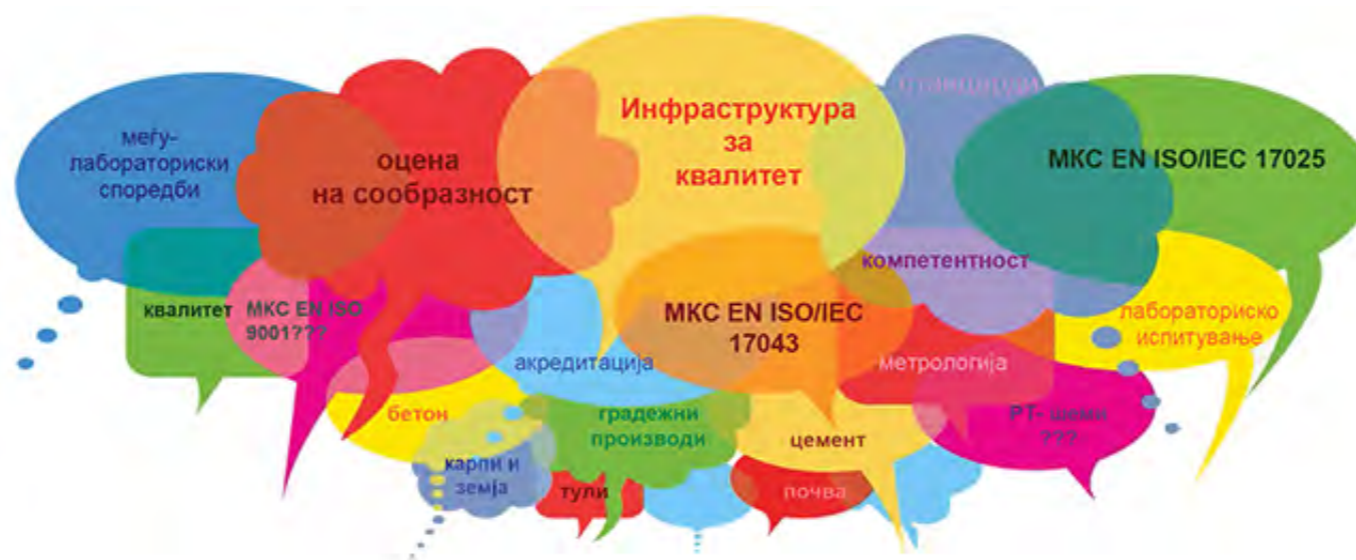 меѓу-
лабораториски
споредби
оцена
на сообразност
Инфраструктура
за
квалитет
стандарди
МКС EN ISO/IEC 17025
квалитет
МКС EN ISO
9001???
акредитација
МКС EN ISO/IEC
17043
компетентност
метрологија
лабораториско
испитување
бетон
градежни
производи
цемент
РТ- шеми
???
карпи и
земја
тули
почва